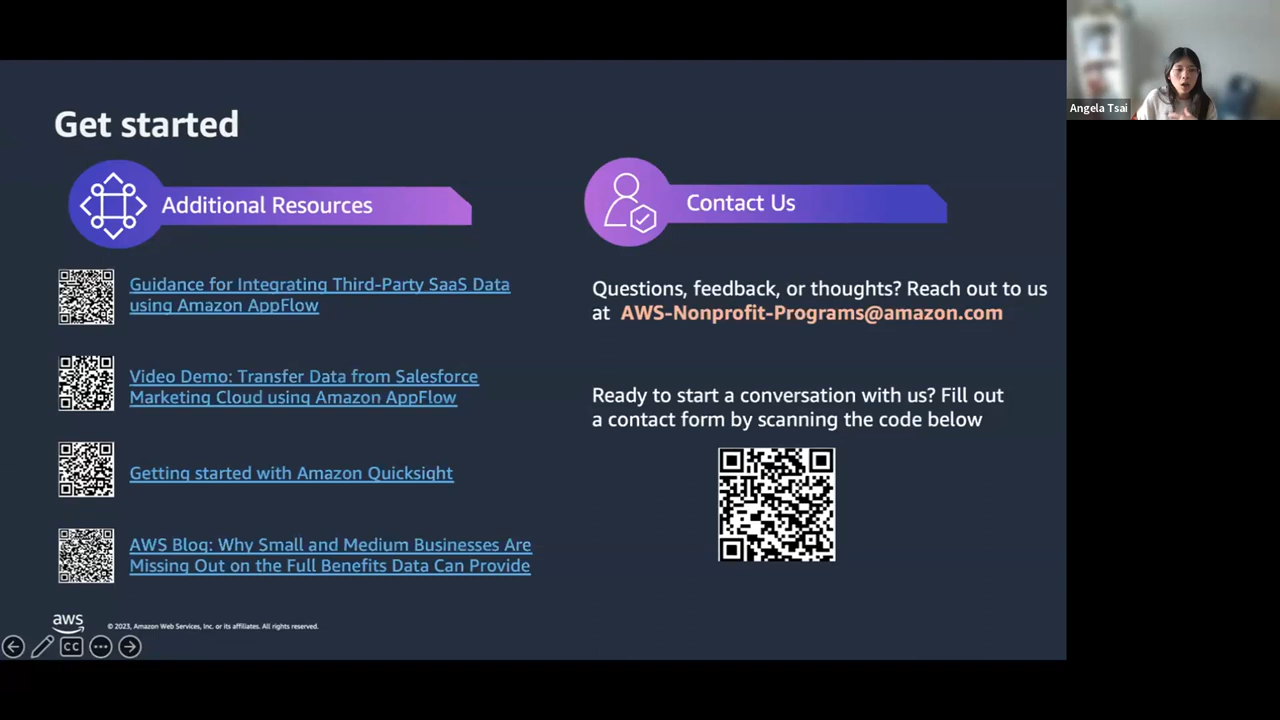 Get started
Additional Resources
Guidance for Integrating Third-Party SaaS Data
using Amazon AppFlow
Video Demo: Transfer Data from Salesforce
Marketing Cloud using Amazon AppFlow
Getting started with Amazon Quicksight
AWS Blog: Why Small and Medium Businesses Are
Missing Out on the Full Benefits Data Can Provide
Contact Us
Questions, feedback, or thoughts? Reach out to us
at AWS-Nonprofit-Programs@amazon.com
Ready to start a conversation with us? Fill out
a contact form by scanning the code below
aws
© 2023, Amazon Web Services, Inc. or its affiliates. All rights reserved.
CC
Angela Tsai